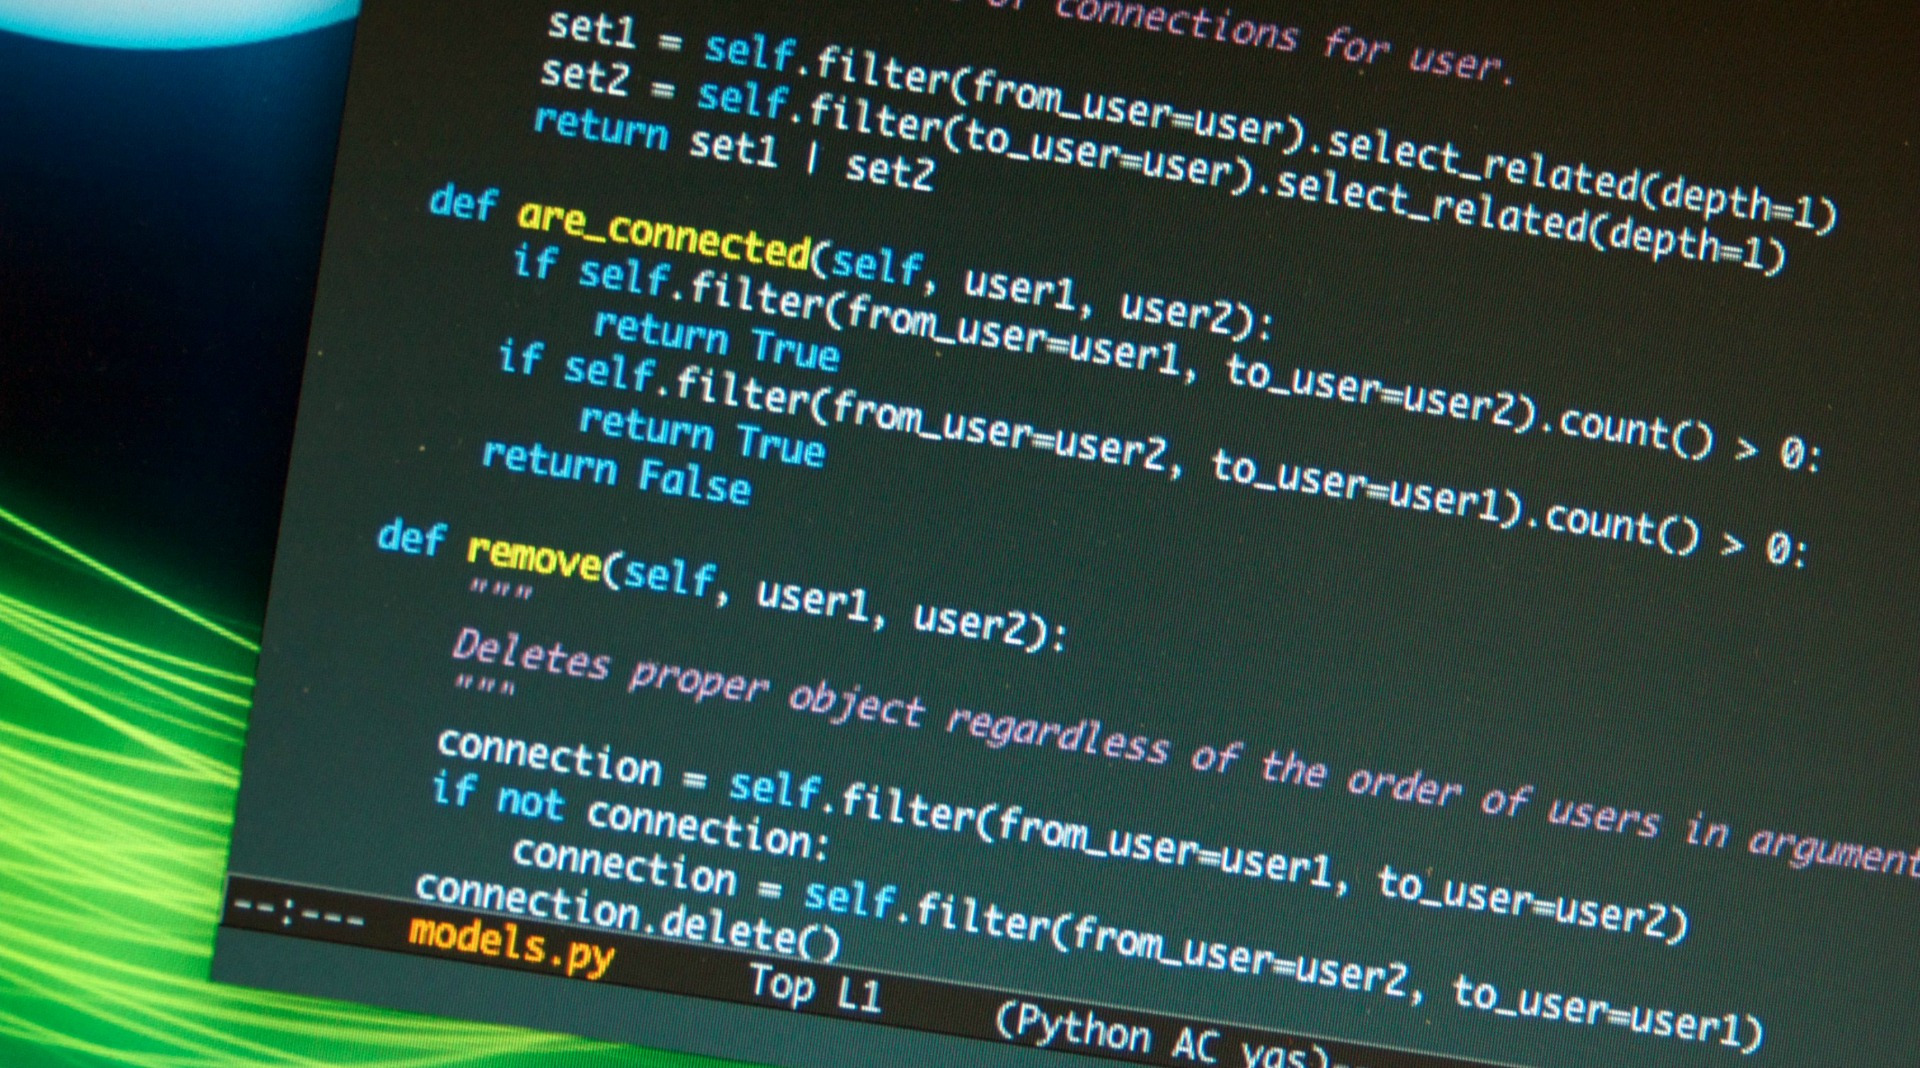 of connections for user.
set1 = self.filter(from_user=user).select_related(depth=1)
set2 = self.filter(to_user=user).select_related(depth=1)
return set1 | set2
def are_connected(self, user1, user2):
if self.filter(from_user=user1, to_user=user2).count() > 0:
return True
if self.filter(from_user=user2, to_user=user1).count() > 0:
return True
return False
def remove(self, user1, user2):
"""
Deletes proper object regardless of the order of users in argument
"""
connection = self.filter(from_user=user1, to_user=user2)
if not connection:
connection = self.filter(from_user=user2, to_user=user1)
connection.delete()
--:--- models.py Top L1 (Python AC yas)--